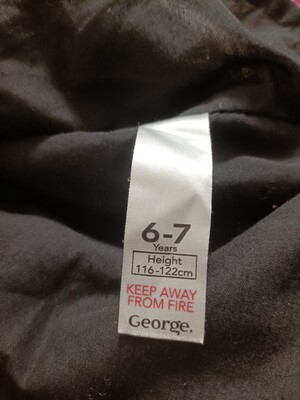 6-7
Years
Height
116-122cm
KEEP AWAY
FROM FIRE
George.